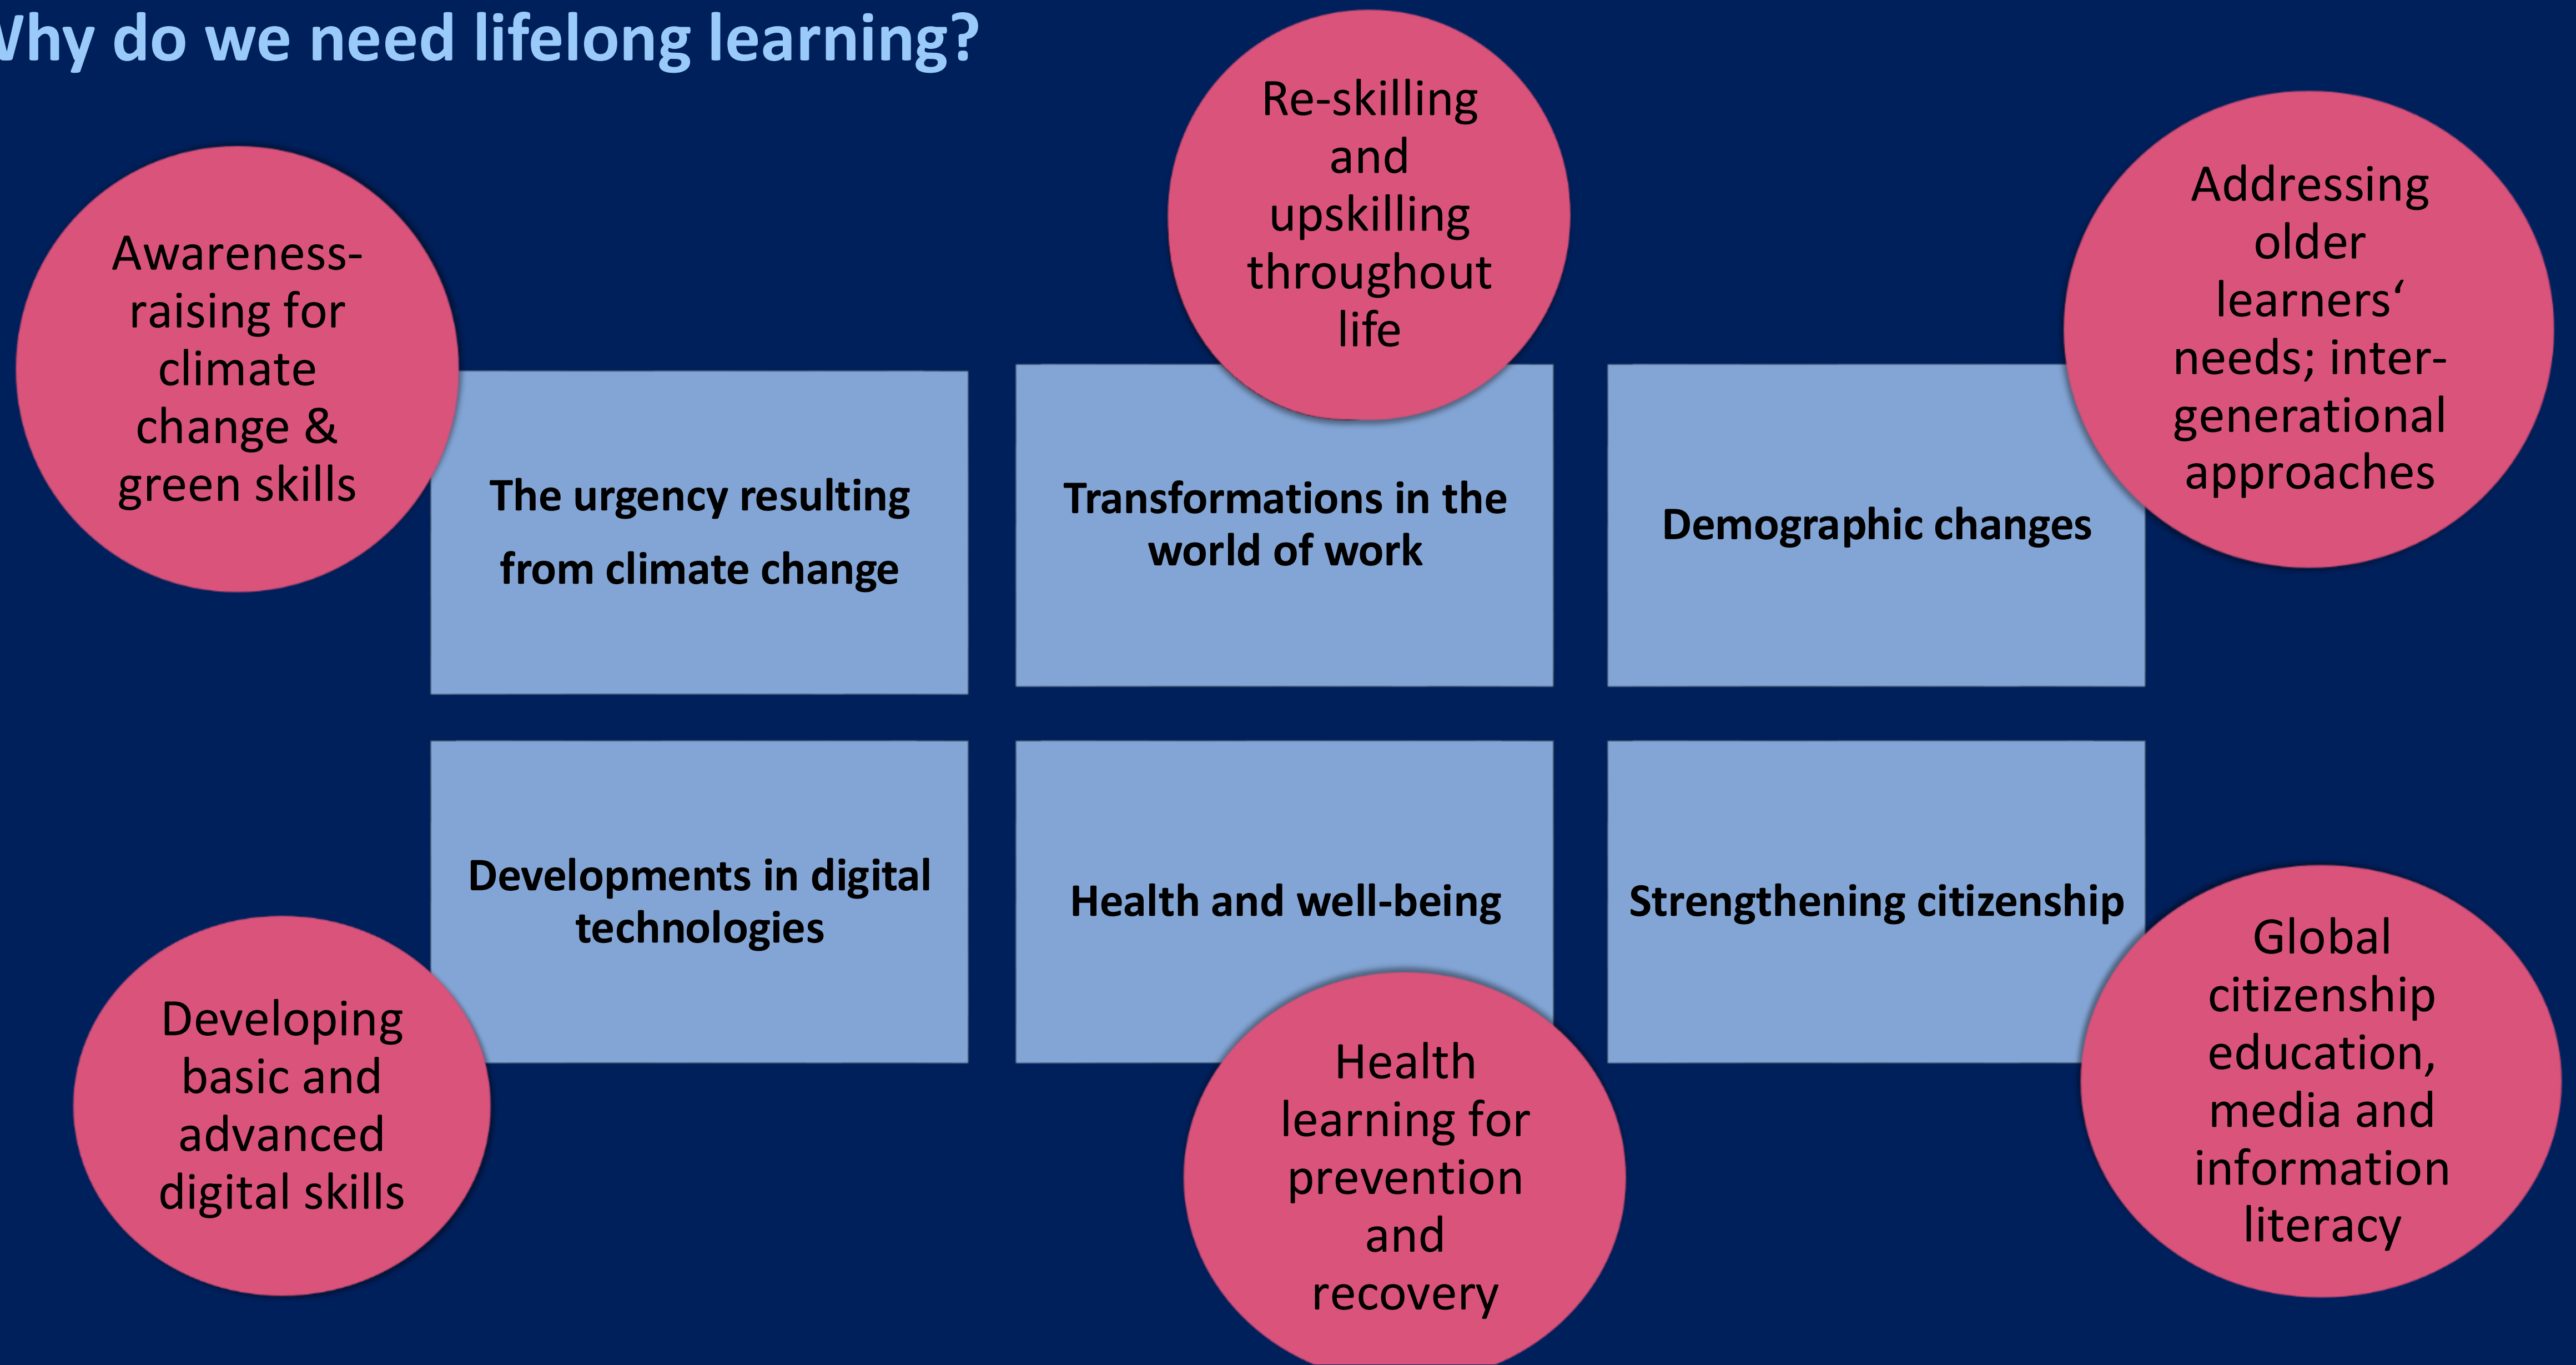 Why do we need lifelong learning?
Awareness-
raising for
climate
change &
green skills
The urgency resulting
from climate change
Re-skilling
and
upskilling
throughout
life
Transformations in the
world of work
Addressing
older
learners‘
needs; inter-
generational
approaches
Demographic changes
Developments in digital
technologies
Developing
basic and
advanced
digital skills
Health and well-being
Health
learning for
prevention
and
recovery
Strengthening citizenship
Global
citizenship
education,
media and
information
literacy